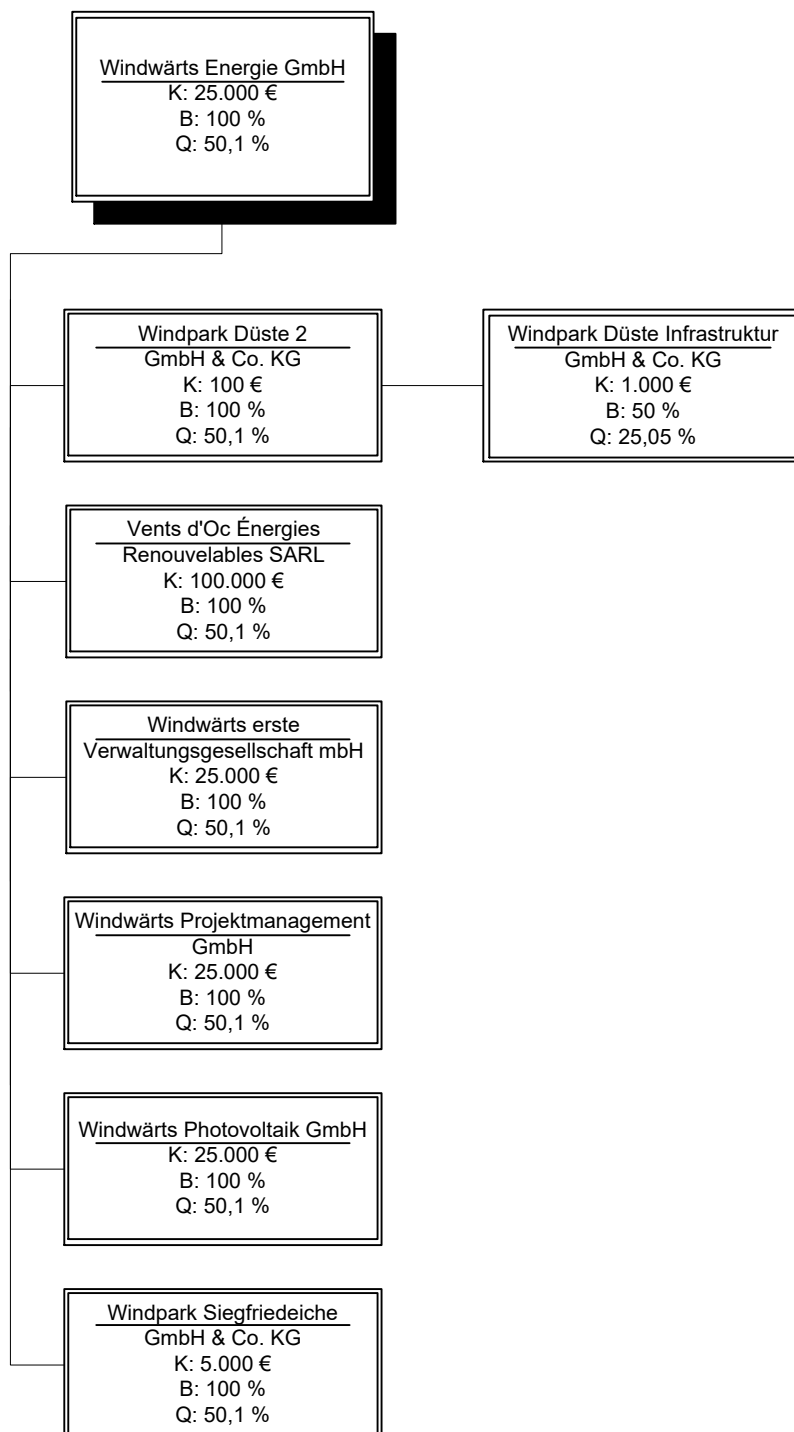 Windwärts Energie GmbH
K: 25.000 €
B: 100 %
Q: 50,1 %
Windpark Düste 2
GmbH & Co. KG
K: 100 €
B: 100 %
Q: 50,1 %
Windpark Düste Infrastruktur
GmbH & Co. KG
K: 1.000 €
B: 50 %
Q: 25,05 %
Vents d'Oc Énergies
Renouvelables SARL
K: 100.000 €
B: 100 %
Q: 50,1 %
Windwärts erste
Verwaltungsgesellschaft mbH
K: 25.000 €
B: 100 %
Q: 50,1 %
Windwärts Projektmanagement
GmbH
K: 25.000 €
B: 100 %
Q: 50,1 %
Windwärts Photovoltaik GmbH
K: 25.000 €
B: 100 %
Q: 50,1 %
Windpark Siegfriedeiche
GmbH & Co. KG
K: 5.000 €
B: 100 %
Q: 50,1 %